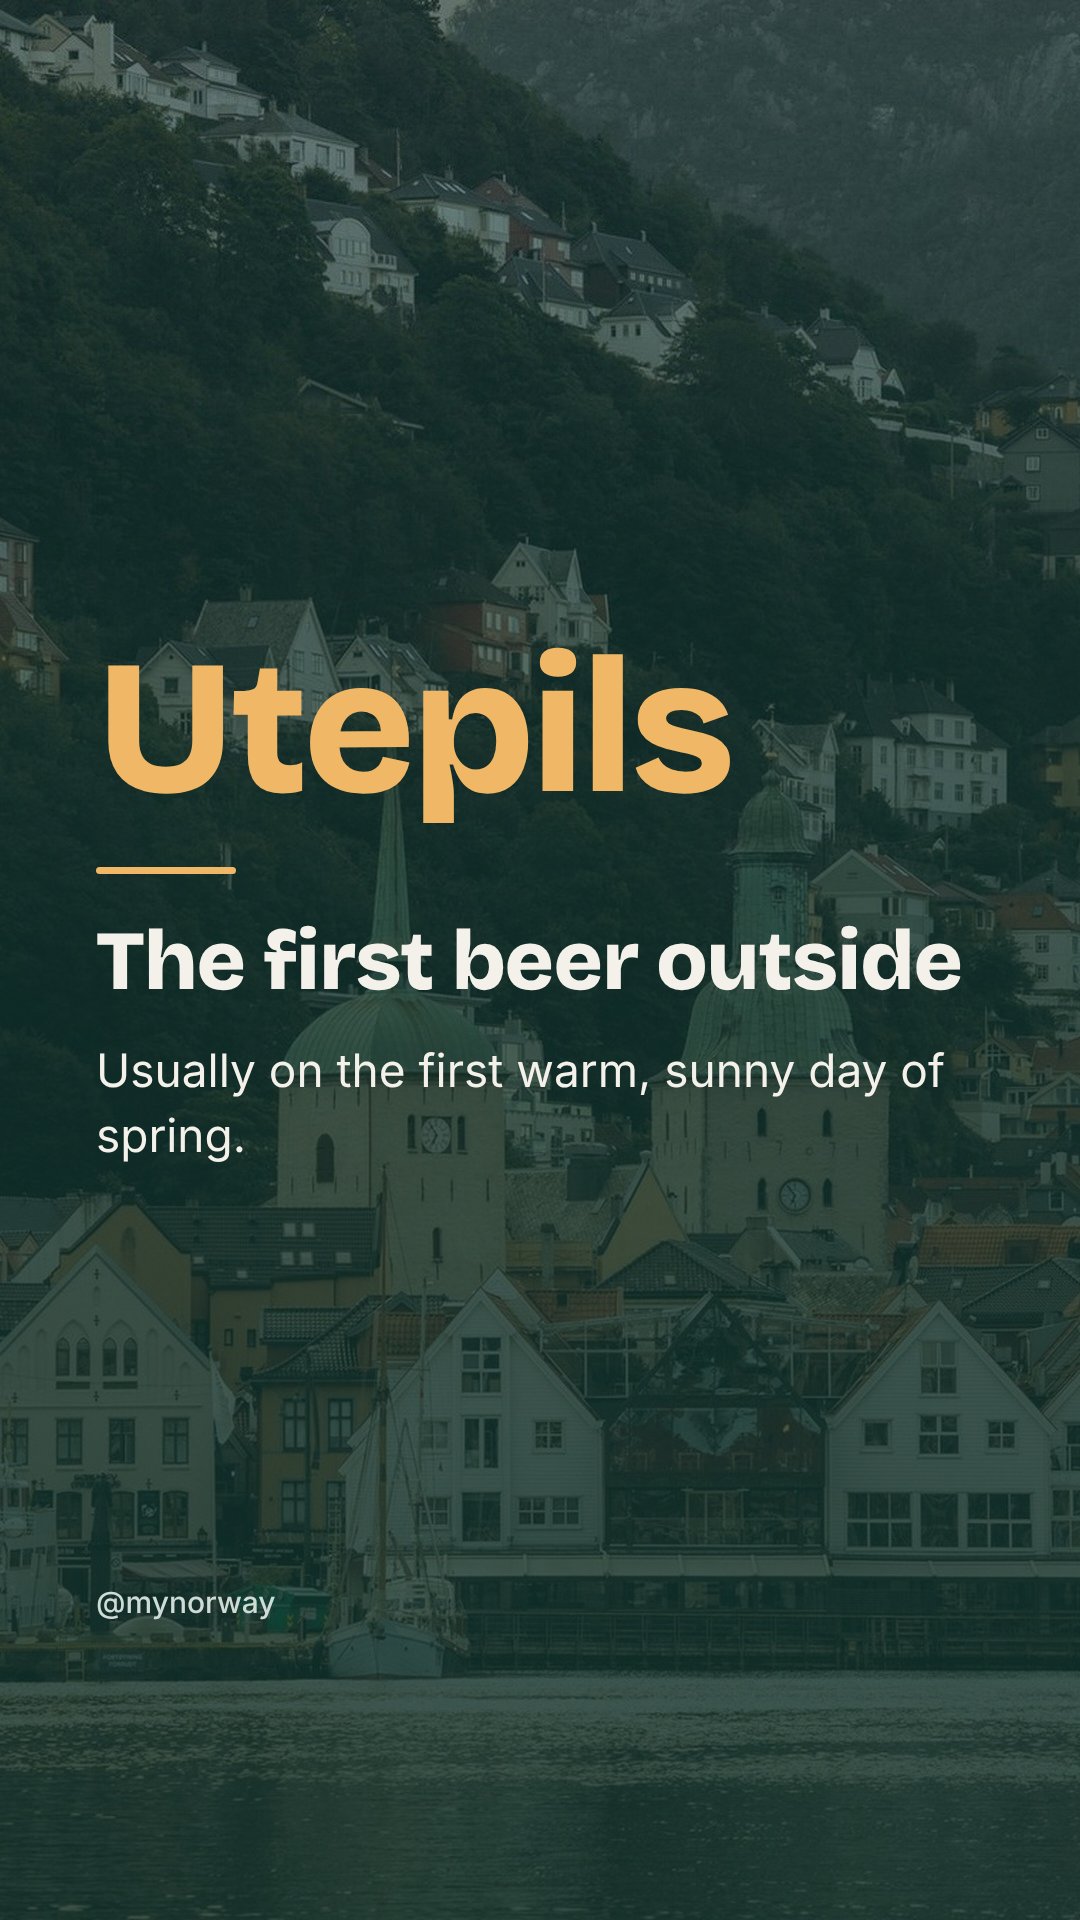 Utepils
The first beer outside
Usually on the first warm, sunny day of
spring.
@mynorway